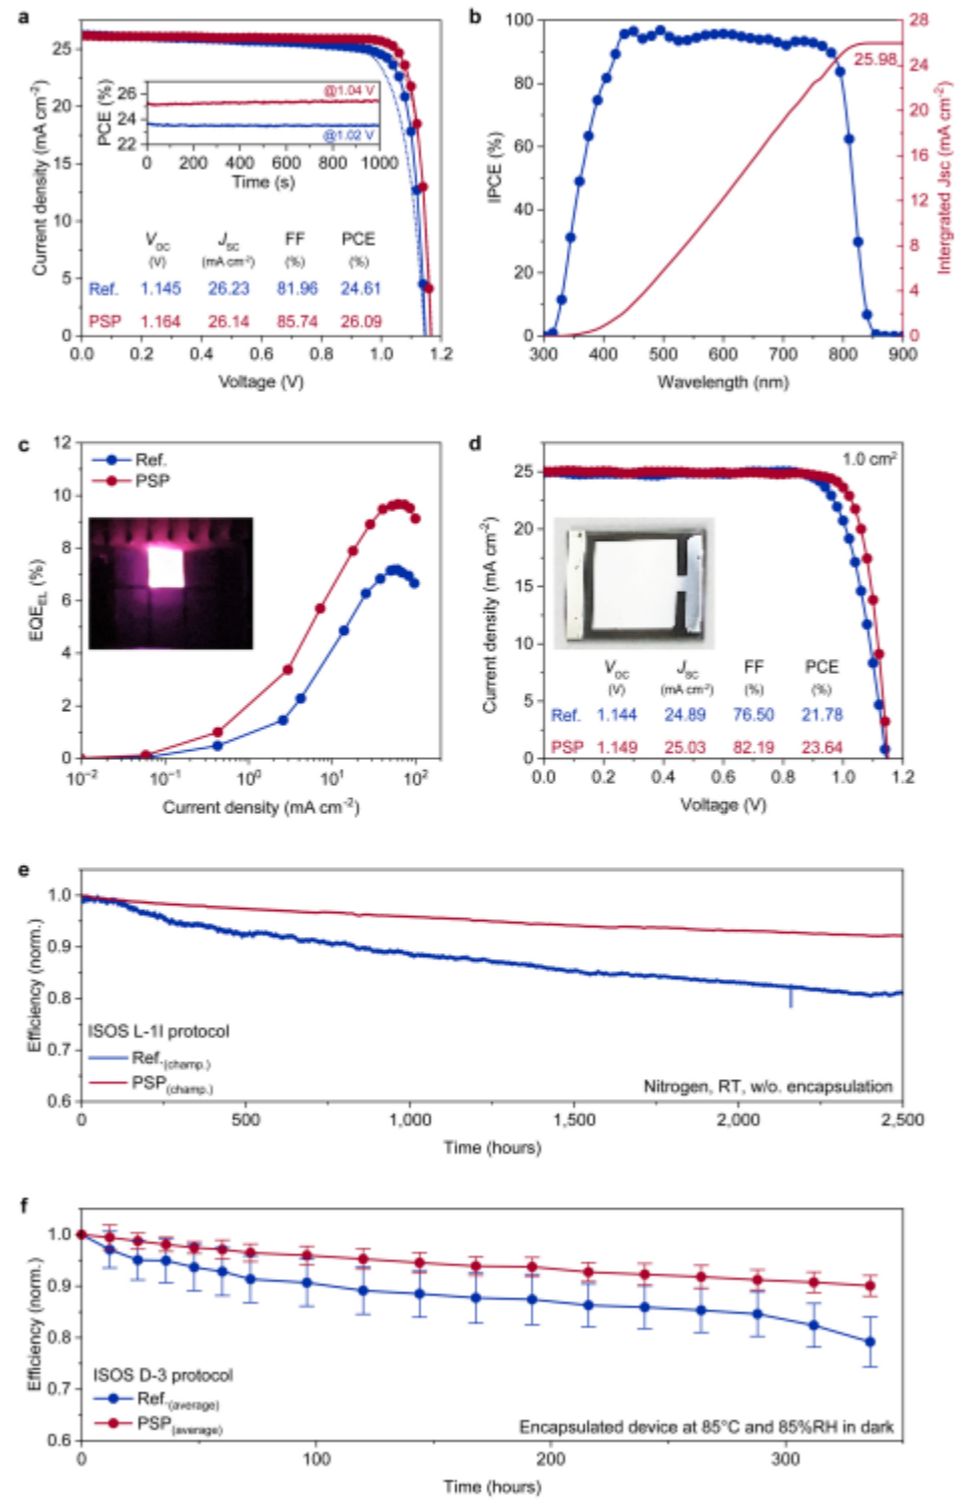 a
Current density (mA cm⁻²)
25
20
15
10
5
0
0.0 0.2 0.4 0.6 0.8 1.0 1.2
Voltage (V)
PCE (%)
26
24
22
@1.04 V
@1.02 V
0 200 400 600 800 1000
Time (s)
V_OC J_SC FF PCE
(V) (mA cm⁻²) (%) (%)
Ref. 1.145 26.23 81.96 24.61
PSP 1.164 26.14 85.74 26.09
b
IPCE (%)
100
80
60
40
20
0
300 400 500 600 700 800 900
Wavelength (nm)
28
24
20
16
12
8
4
0
Intergrated Jsc (mA cm⁻²)
25.98
c
EQE_EL (%)
12
10
8
6
4
2
0
Ref.
PSP
10⁻² 10⁻¹ 10⁰ 10¹ 10²
Current density (mA cm⁻²)
d
Current density (mA cm⁻²)
25
20
15
10
5
0
1.0 cm²
V_OC J_SC FF PCE
(V) (mA cm⁻²) (%) (%)
Ref. 1.144 24.89 76.50 21.78
PSP 1.149 25.03 82.19 23.64
0.0 0.2 0.4 0.6 0.8 1.0 1.2
Voltage (V)
e
Efficiency (norm.)
1.0
0.9
0.8
0.7
0.6
ISOS L-1I protocol
Ref.(champ.)
PSP(champ.)
Nitrogen, RT, w/o. encapsulation
0 500 1,000 1,500 2,000 2,500
Time (hours)
f
Efficiency (norm.)
1.0
0.9
0.8
0.7
0.6
ISOS D-3 protocol
Ref.(average)
PSP(average)
Encapsulated device at 85°C and 85%RH in dark
100 200 300
Time (hours)